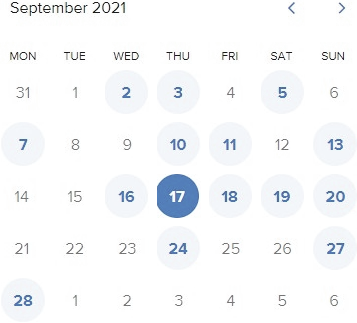 September 2021
MON TUE WED THU FRI SAT SUN
31 1 2 3 4 5 6
7 8 9 10 11 12 13
14 15 16 17 18 19 20
21 22 23 24 25 26 27
28 1 2 3 4 5 6